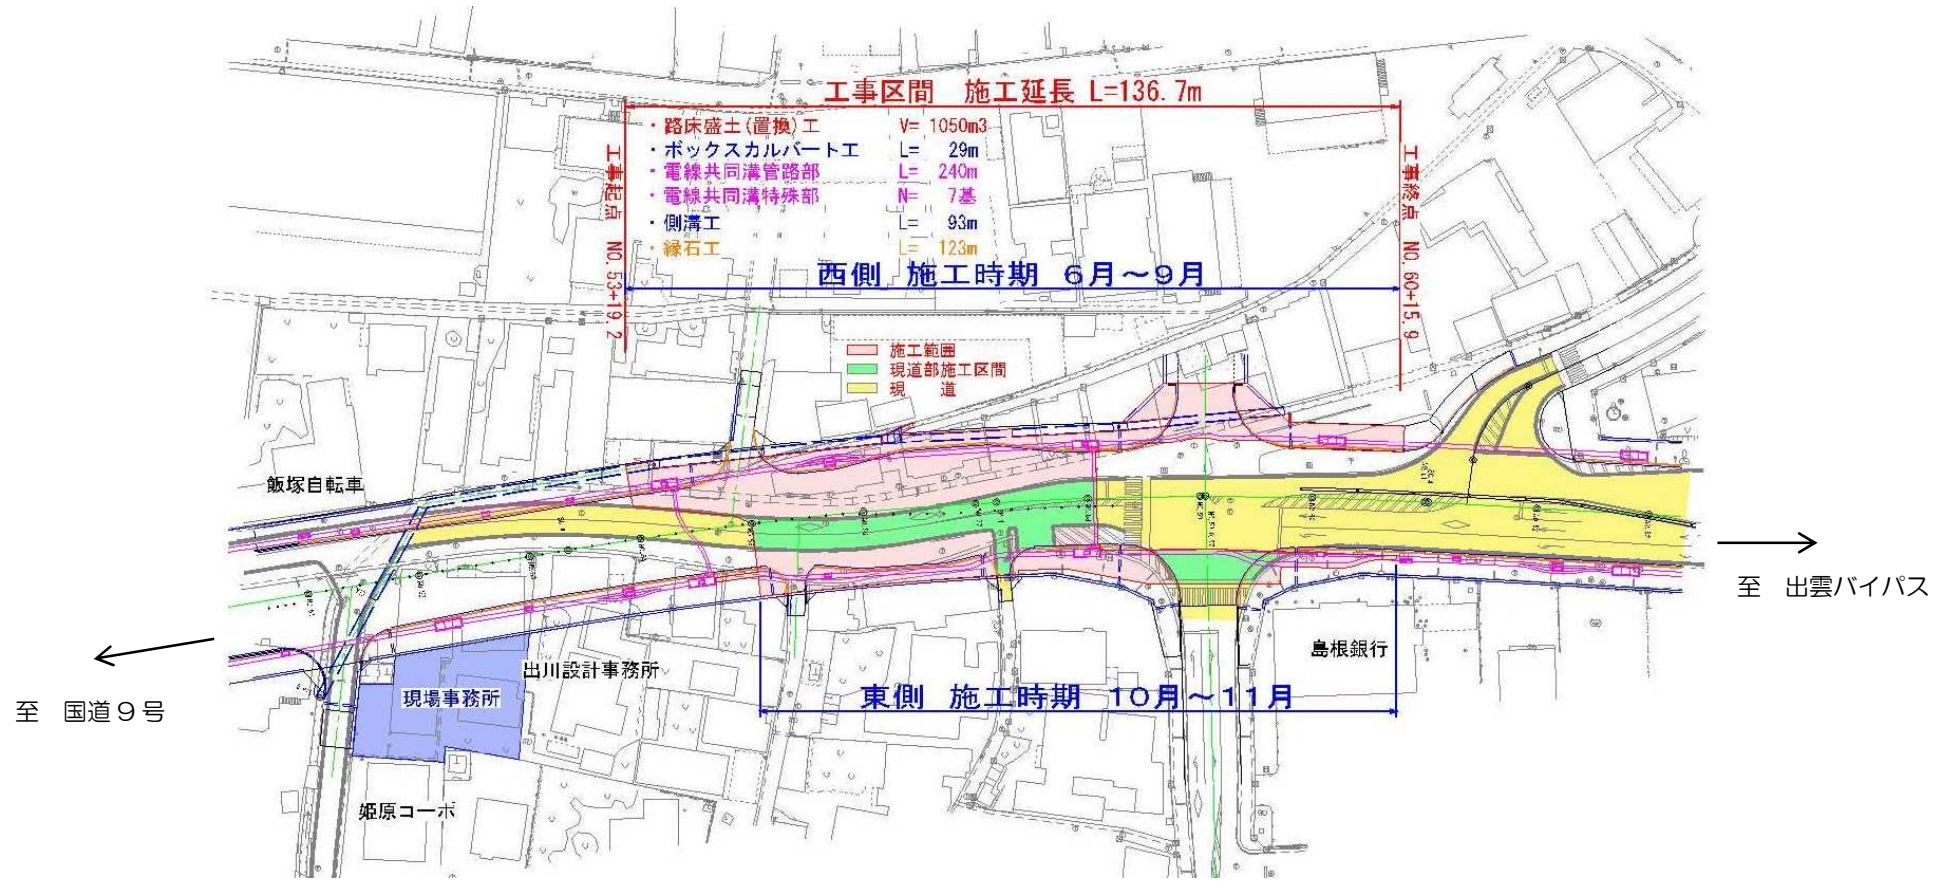 工事区間　施工延長 L=136.7m
・路床盛土(置換)工 V= 1050m3
・ボックスカルバート工 L= 29m
・電線共同溝管路部 L= 240m
・電線共同溝特殊部 N= 7基
・側溝工 L= 93m
・縁石工 L= 123m
工事起点 NO.53+19.2
工事終点 NO.60+15.9
西側 施工時期 6月～9月
施工範囲
現道部施工区間
現　道
飯塚自転車
至　出雲バイパス
島根銀行
出川設計事務所
現場事務所
東側 施工時期 10月～11月
至　国道９号
姫原コーポ